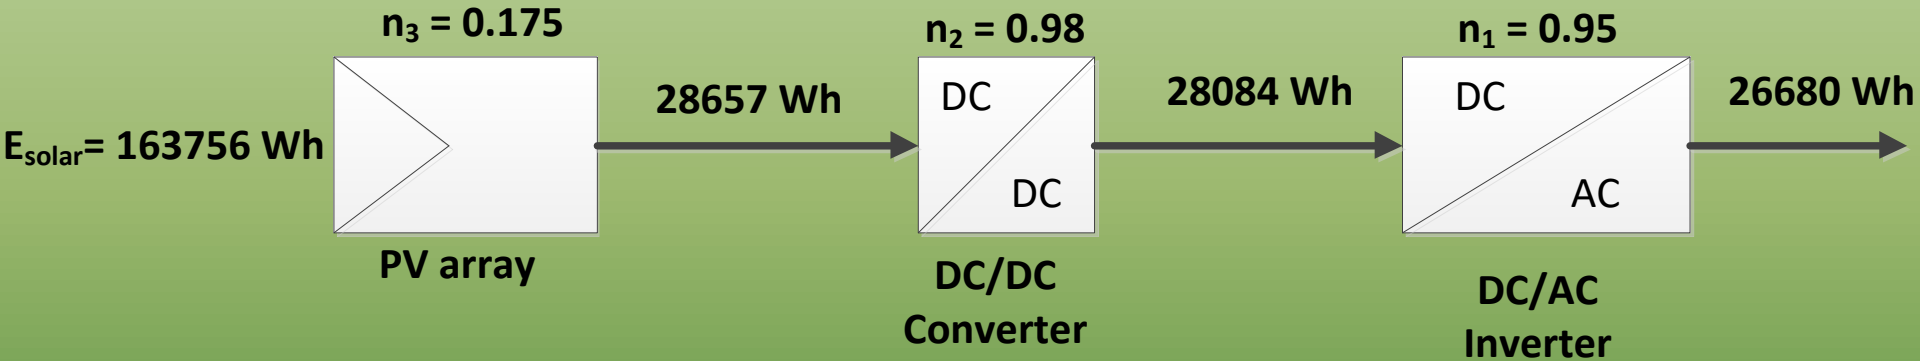 n₃ = 0.175
n₂ = 0.98
n₁ = 0.95
E_solar= 163756 Wh
28657 Wh
DC
DC
28084 Wh
DC
AC
26680 Wh
PV array
DC/DC
Converter
DC/AC
Inverter